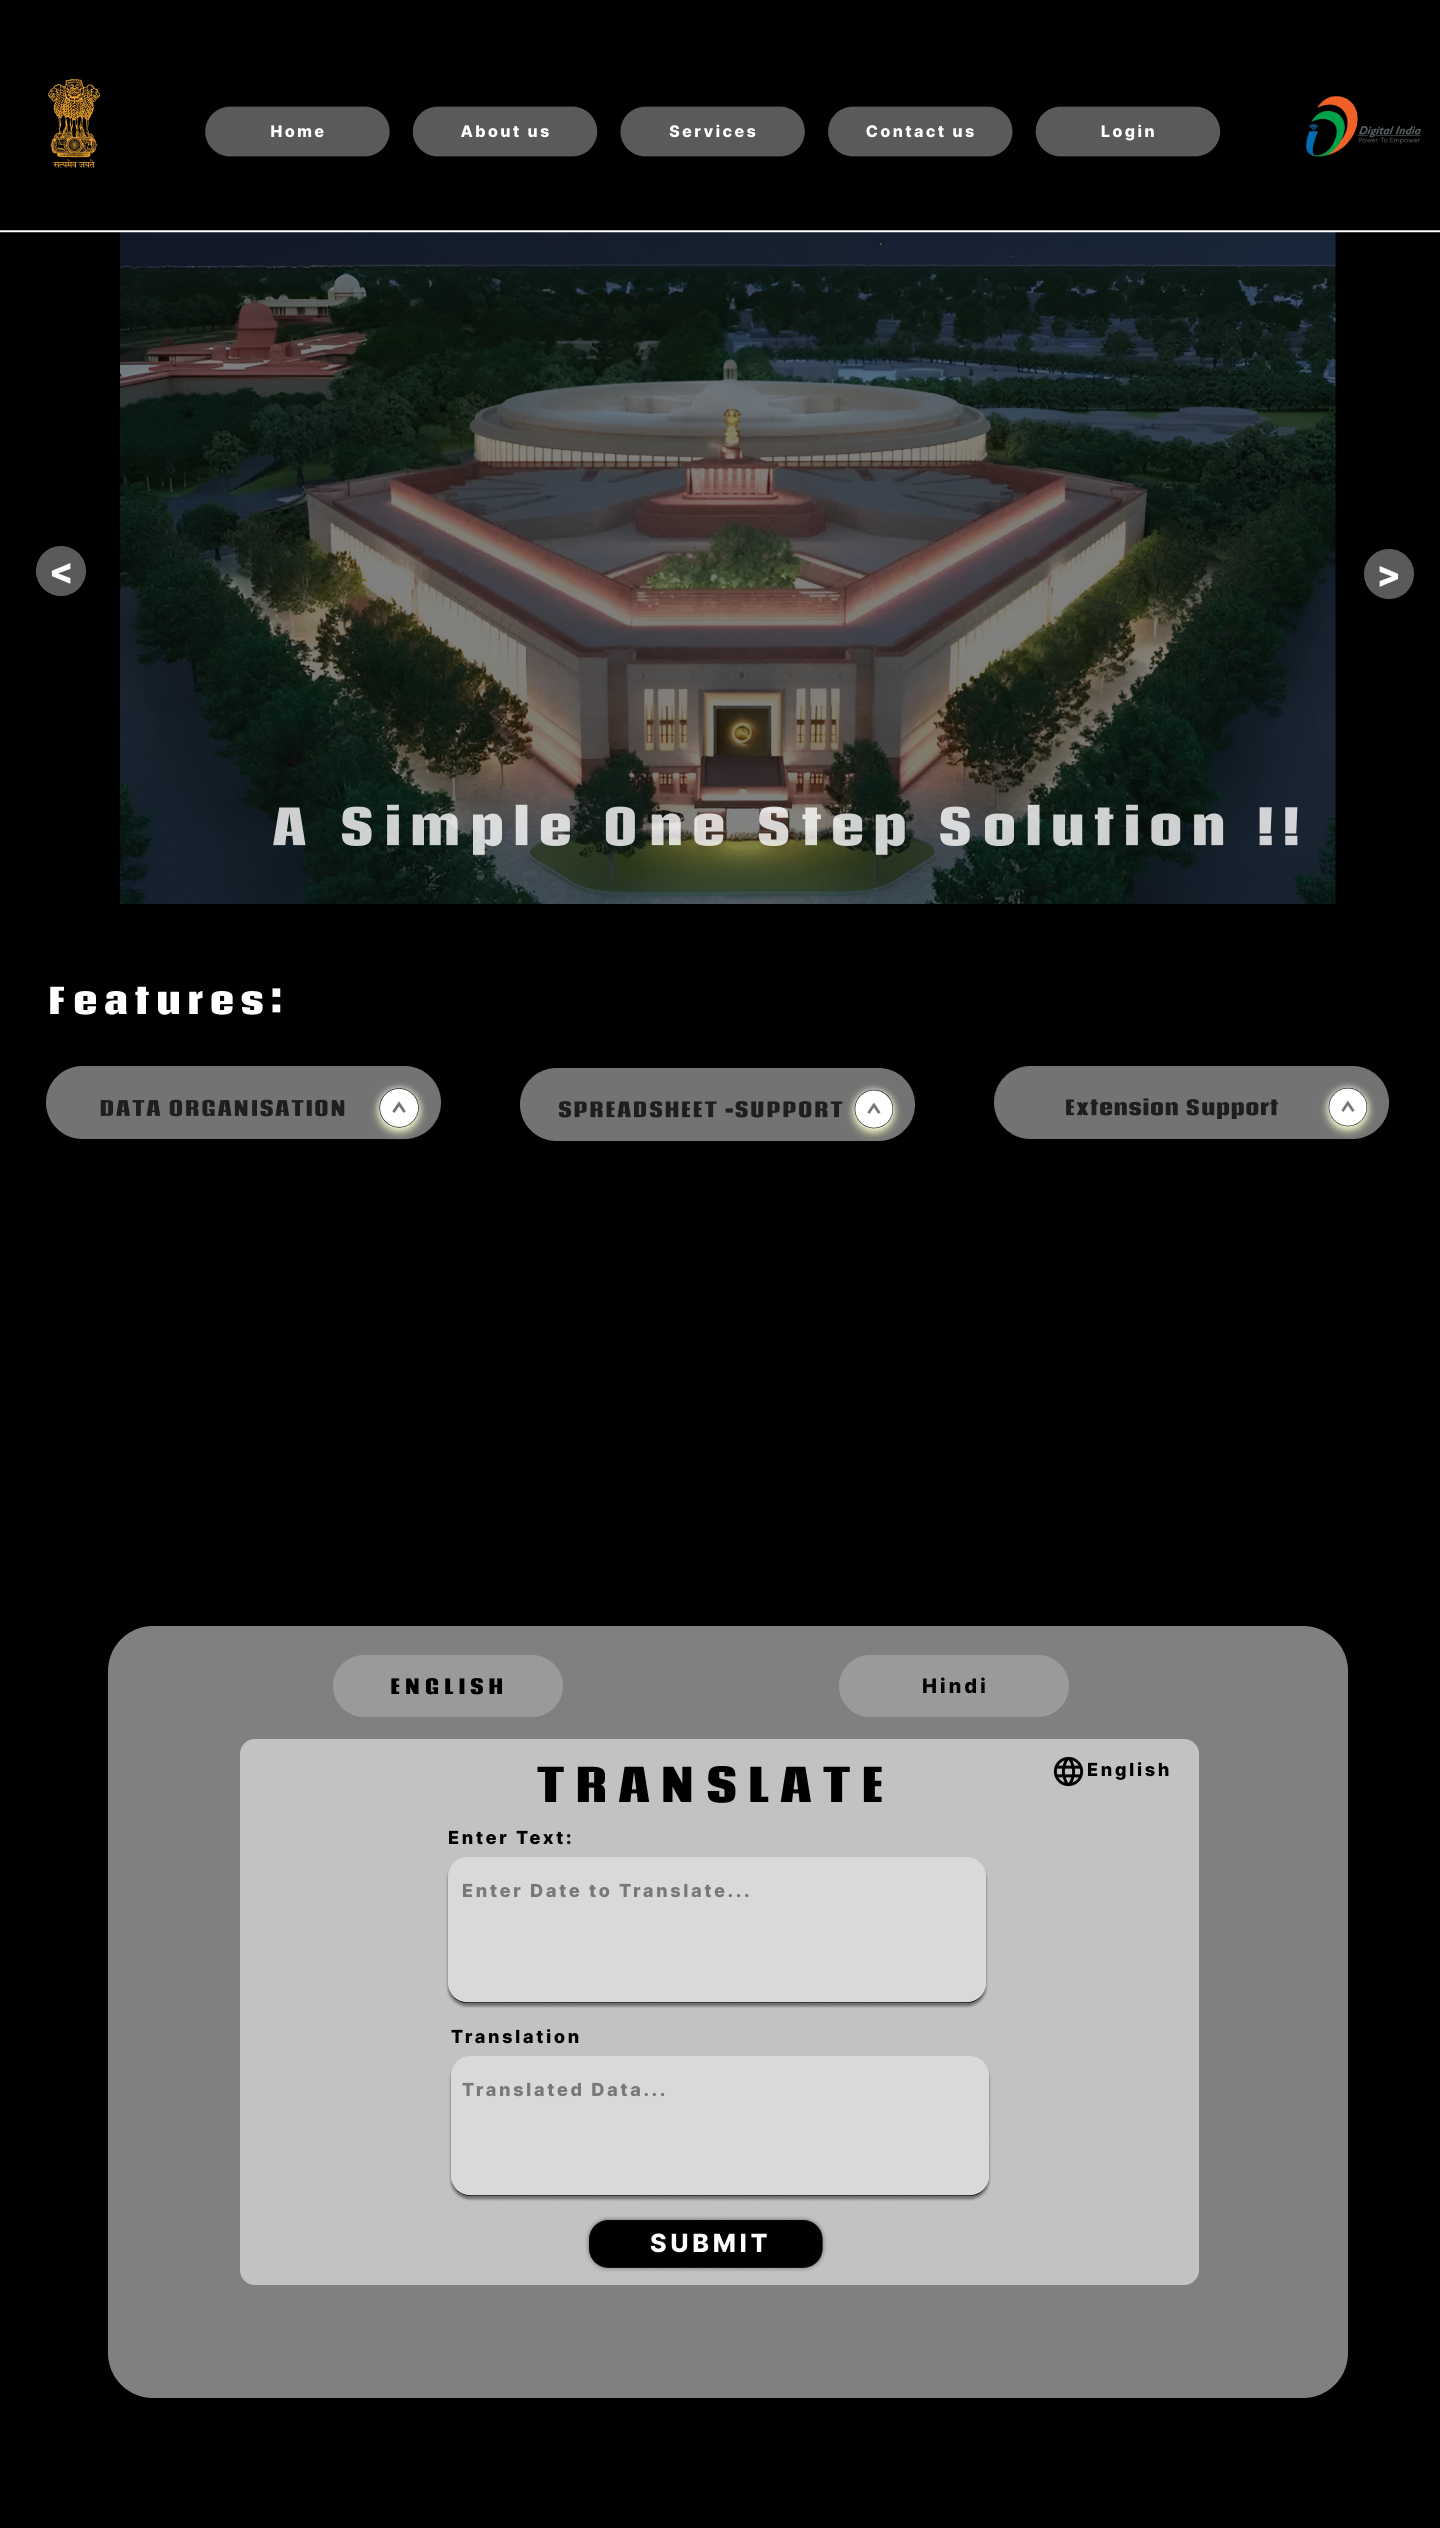 सत्यमेव जयते
Home
About us
Services
Contact us
Login
Digital India
Power To Empower
<
>
A Simple One Step Solution !!
Features:
DATA ORGANISATION
^
SPREADSHEET -SUPPORT
^
Extension Support
^
ENGLISH
Hindi
TRANSLATE
English
Enter Text:
Enter Date to Translate...
Translation
Translated Data...
SUBMIT